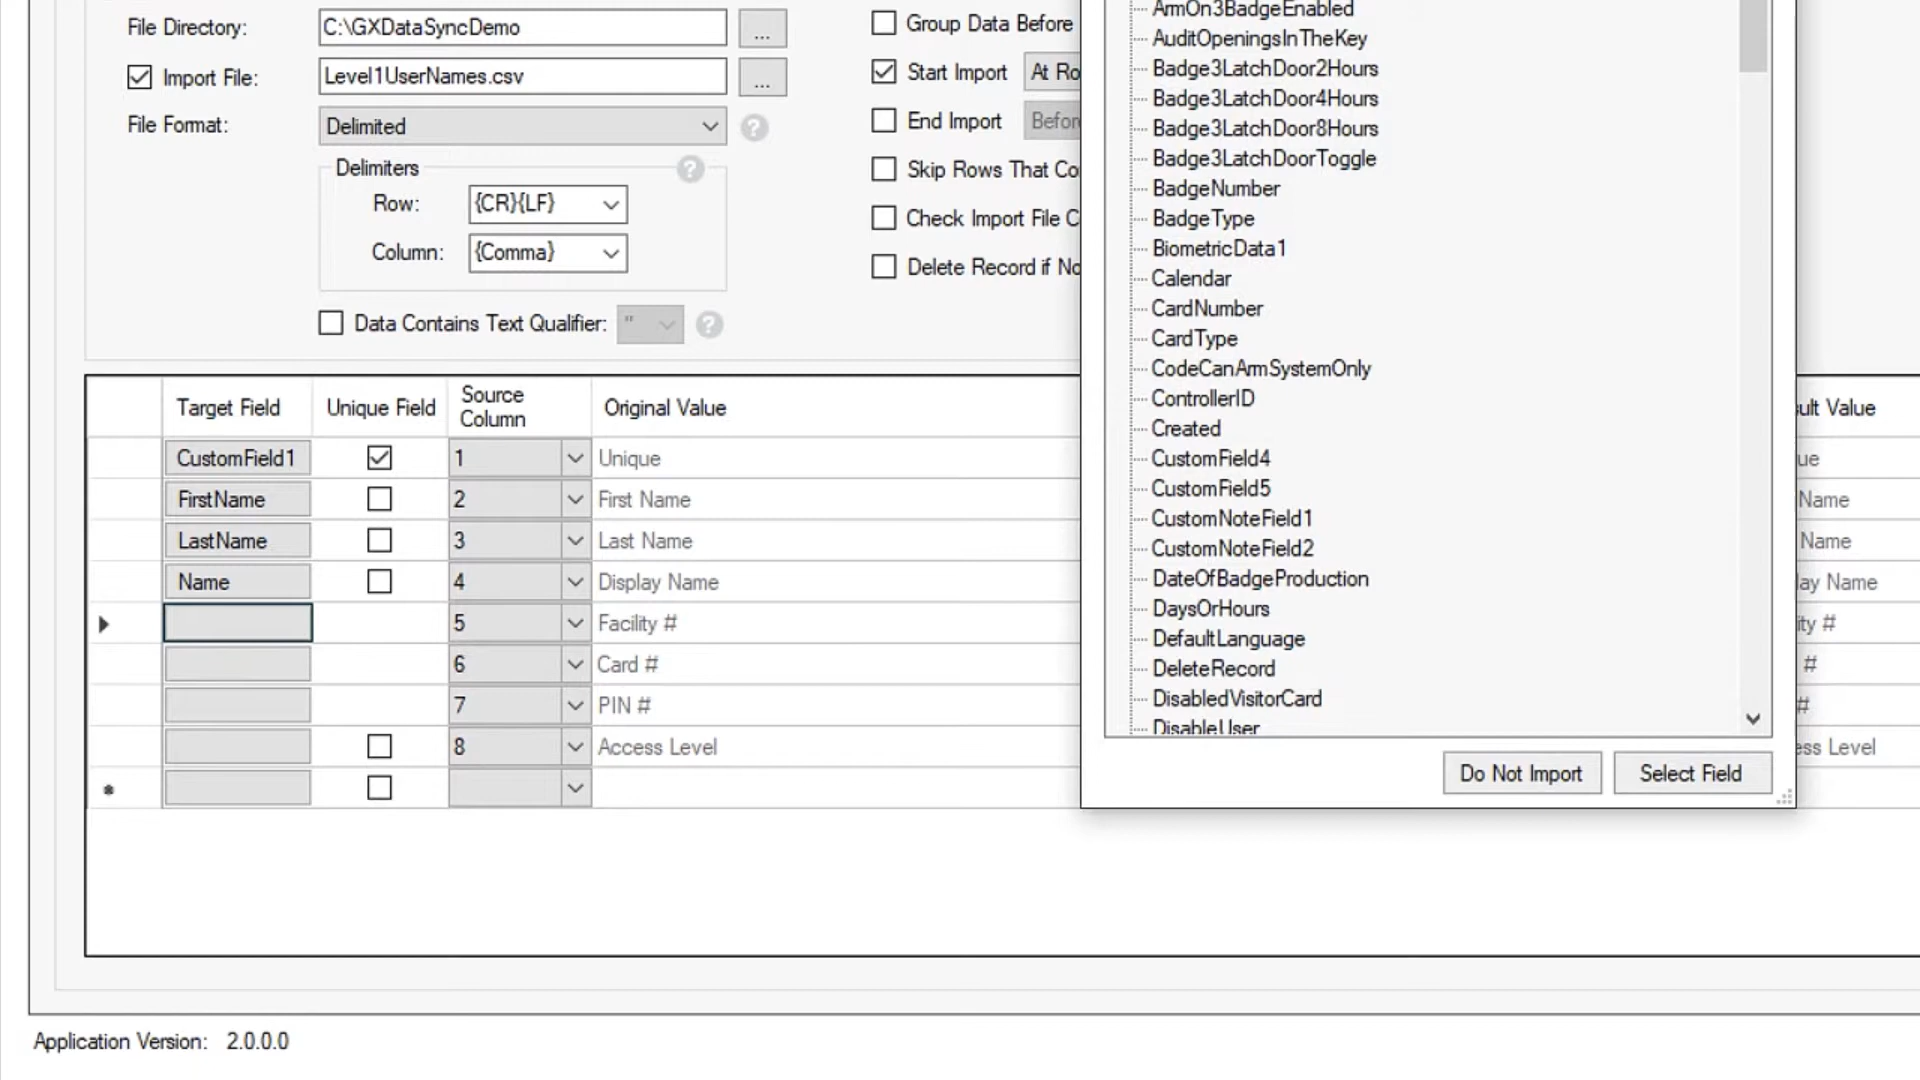 File Directory: C:\GXDataSyncDemo ...
Import File: Level1UserNames.csv ...
File Format: Delimited ?
Delimiters ?
Row: {CR}{LF}
Column: {Comma}
Data Contains Text Qualifier: " ?
Group Data Before
Start Import At Ro
End Import Befor
Skip Rows That Co
Check Import File C
Delete Record if No
ArmOn3BadgeEnabled
AuditOpeningsInTheKey
Badge3LatchDoor2Hours
Badge3LatchDoor4Hours
Badge3LatchDoor8Hours
Badge3LatchDoorToggle
BadgeNumber
BadgeType
BiometricData1
Calendar
CardNumber
CardType
CodeCanArmSystemOnly
ControllerID
Created
CustomField4
CustomField5
CustomNoteField1
CustomNoteField2
DateOfBadgeProduction
DaysOrHours
DefaultLanguage
DeleteRecord
DisabledVisitorCard
DisableUser
Do Not Import Select Field
Target Field Unique Field Source Column Original Value ult Value
CustomField1 1 Unique ue
FirstName 2 First Name Name
LastName 3 Last Name Name
Name 4 Display Name ay Name
5 Facility # ity #
6 Card # #
7 PIN # #
8 Access Level ess Level
Application Version: 2.0.0.0